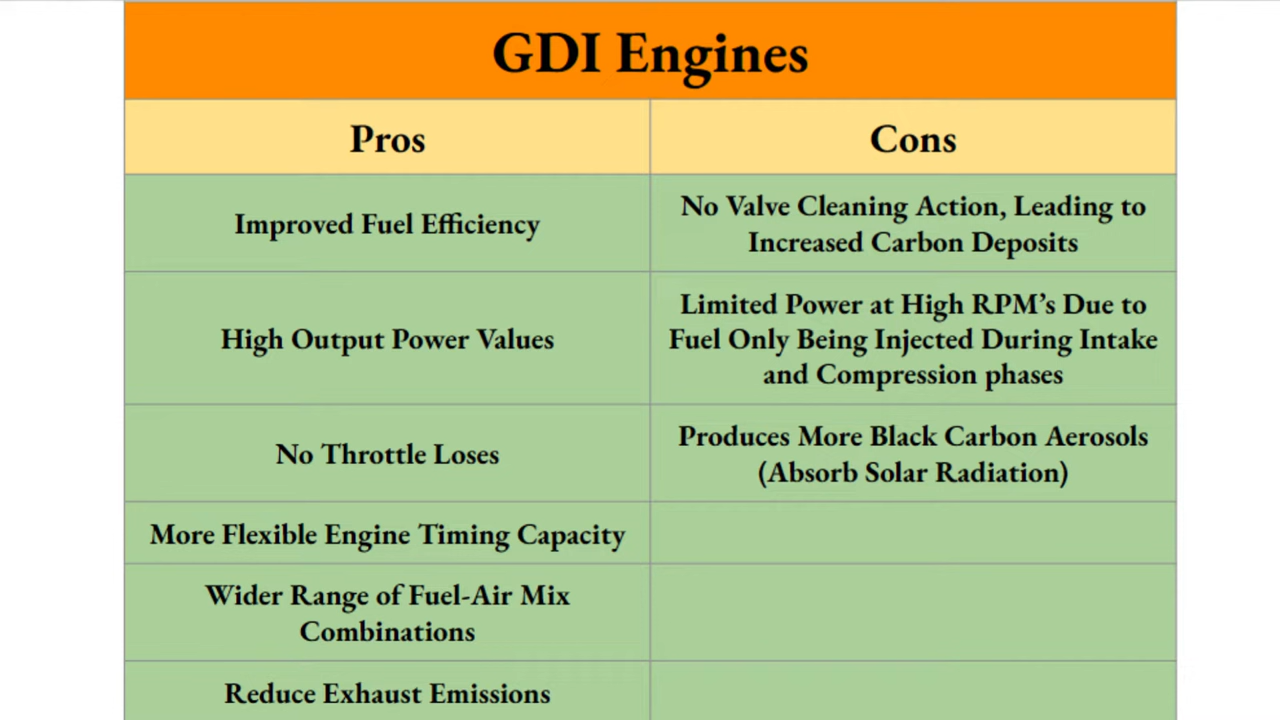 GDI Engines
Pros
Cons
Improved Fuel Efficiency
No Valve Cleaning Action, Leading to
Increased Carbon Deposits
High Output Power Values
Limited Power at High RPM’s Due to
Fuel Only Being Injected During Intake
and Compression phases
No Throttle Loses
Produces More Black Carbon Aerosols
(Absorb Solar Radiation)
More Flexible Engine Timing Capacity
Wider Range of Fuel-Air Mix
Combinations
Reduce Exhaust Emissions